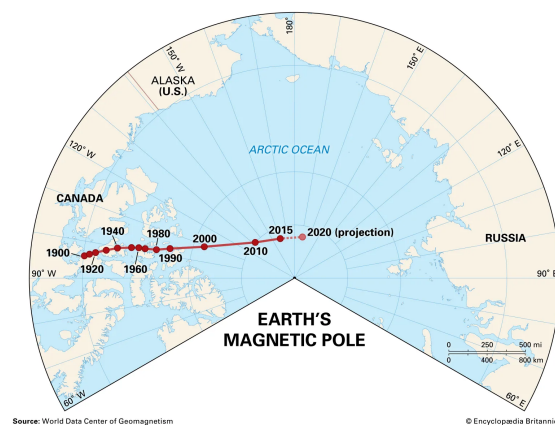 180°
150° W
150° E
ALASKA
(U.S.)
120° W
120° E
ARCTIC OCEAN
CANADA
1940
1980
2000
2015
2020 (projection)
RUSSIA
1900
1920
1960
1990
2010
90° W
90°
EARTH'S
MAGNETIC POLE
0 250 500 mi
0 400 800 km
60° W
60° E
Source: World Data Center of Geomagnetism
© Encyclopædia Britannic